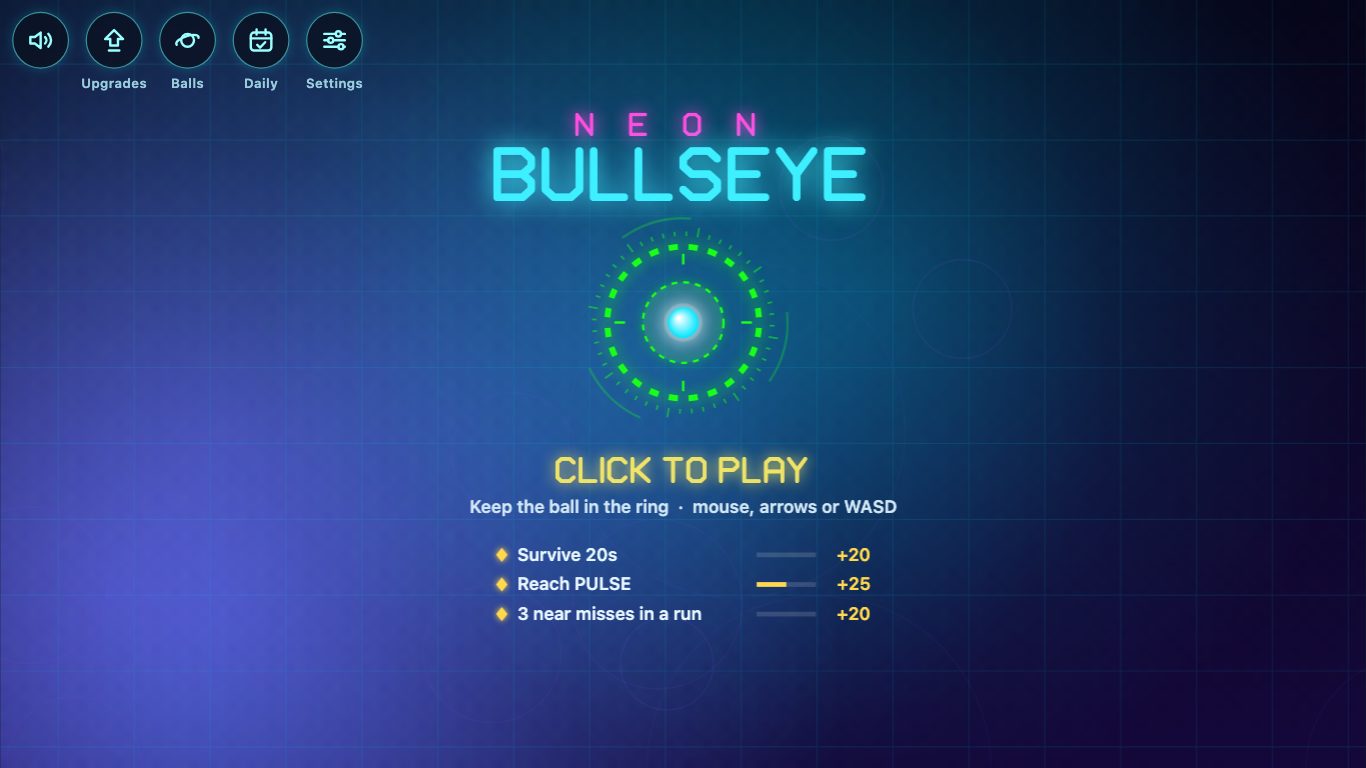 Upgrades
Balls
Daily
Settings
NEON
BULLSEYE
CLICK TO PLAY
Keep the ball in the ring · mouse, arrows or WASD
Survive 20s +20
Reach PULSE +25
3 near misses in a run +20